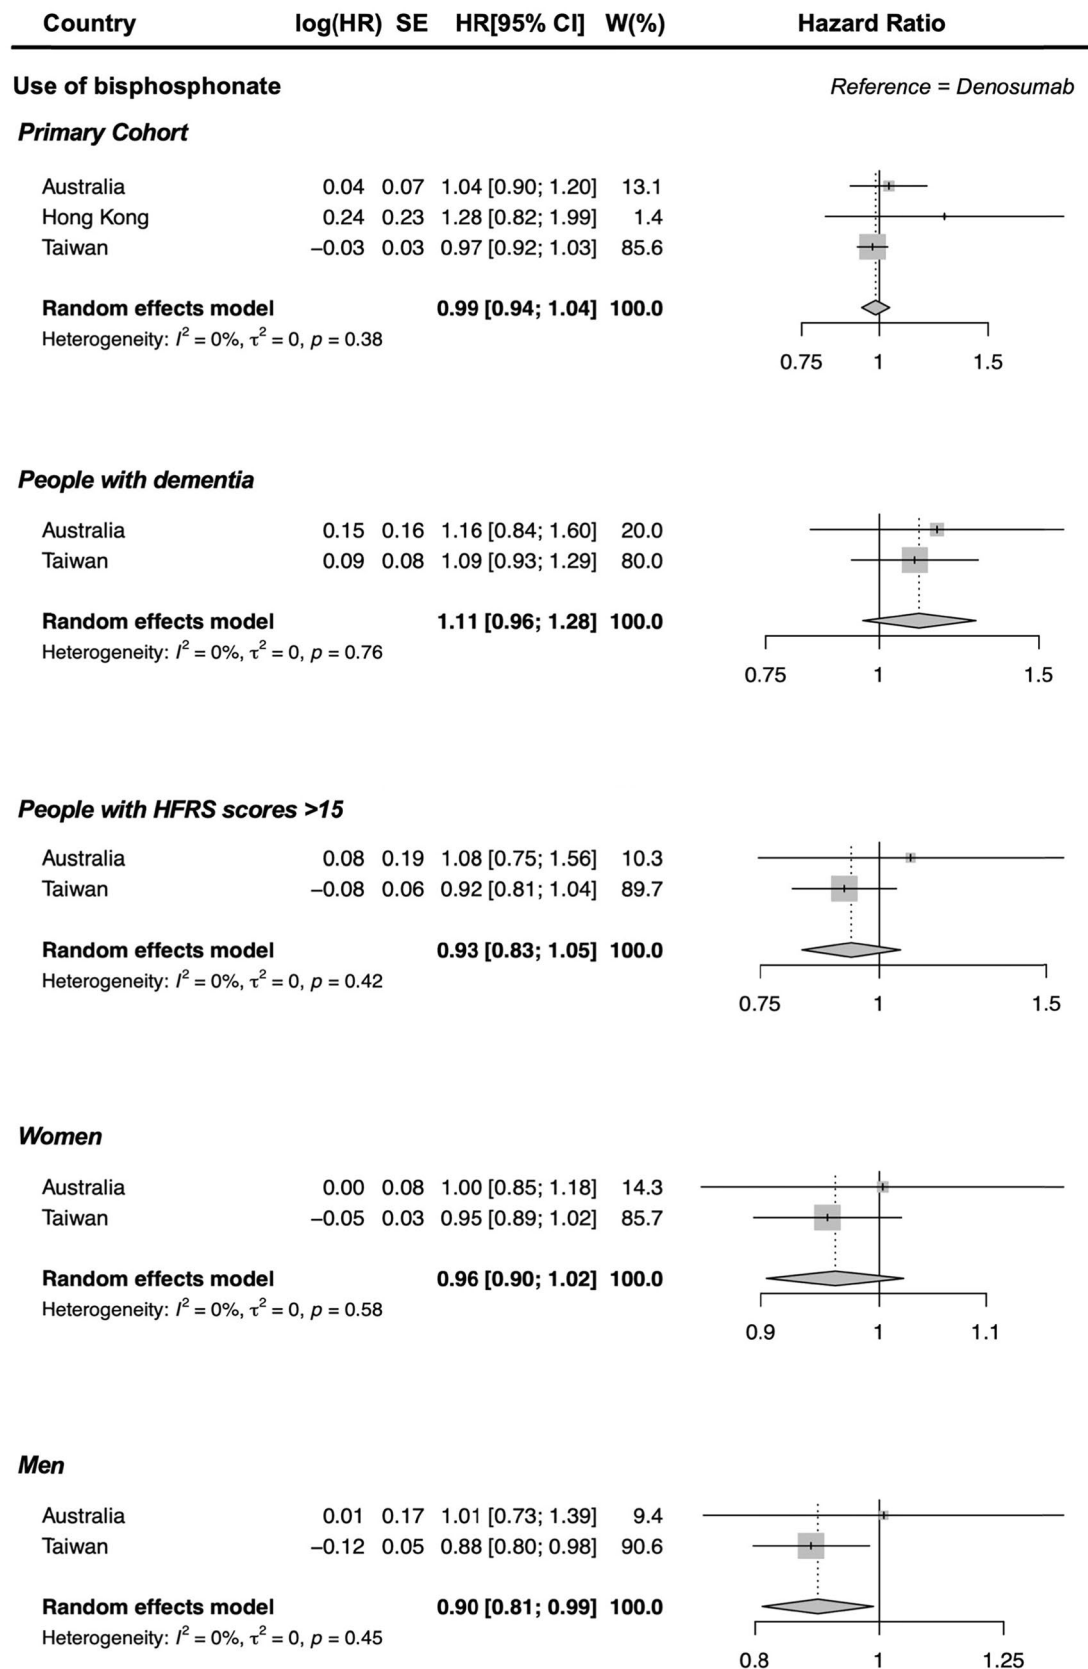 Country log(HR) SE HR[95% CI] W(%) Hazard Ratio
Use of bisphosphonate Reference = Denosumab
Primary Cohort
Australia 0.04 0.07 1.04 [0.90; 1.20] 13.1
Hong Kong 0.24 0.23 1.28 [0.82; 1.99] 1.4
Taiwan −0.03 0.03 0.97 [0.92; 1.03] 85.6
Random effects model 0.99 [0.94; 1.04] 100.0
Heterogeneity: I² = 0%, τ² = 0, p = 0.38
0.75 1 1.5
People with dementia
Australia 0.15 0.16 1.16 [0.84; 1.60] 20.0
Taiwan 0.09 0.08 1.09 [0.93; 1.29] 80.0
Random effects model 1.11 [0.96; 1.28] 100.0
Heterogeneity: I² = 0%, τ² = 0, p = 0.76
0.75 1 1.5
People with HFRS scores >15
Australia 0.08 0.19 1.08 [0.75; 1.56] 10.3
Taiwan −0.08 0.06 0.92 [0.81; 1.04] 89.7
Random effects model 0.93 [0.83; 1.05] 100.0
Heterogeneity: I² = 0%, τ² = 0, p = 0.42
0.75 1 1.5
Women
Australia 0.00 0.08 1.00 [0.85; 1.18] 14.3
Taiwan −0.05 0.03 0.95 [0.89; 1.02] 85.7
Random effects model 0.96 [0.90; 1.02] 100.0
Heterogeneity: I² = 0%, τ² = 0, p = 0.58
0.9 1 1.1
Men
Australia 0.01 0.17 1.01 [0.73; 1.39] 9.4
Taiwan −0.12 0.05 0.88 [0.80; 0.98] 90.6
Random effects model 0.90 [0.81; 0.99] 100.0
Heterogeneity: I² = 0%, τ² = 0, p = 0.45
0.8 1 1.25